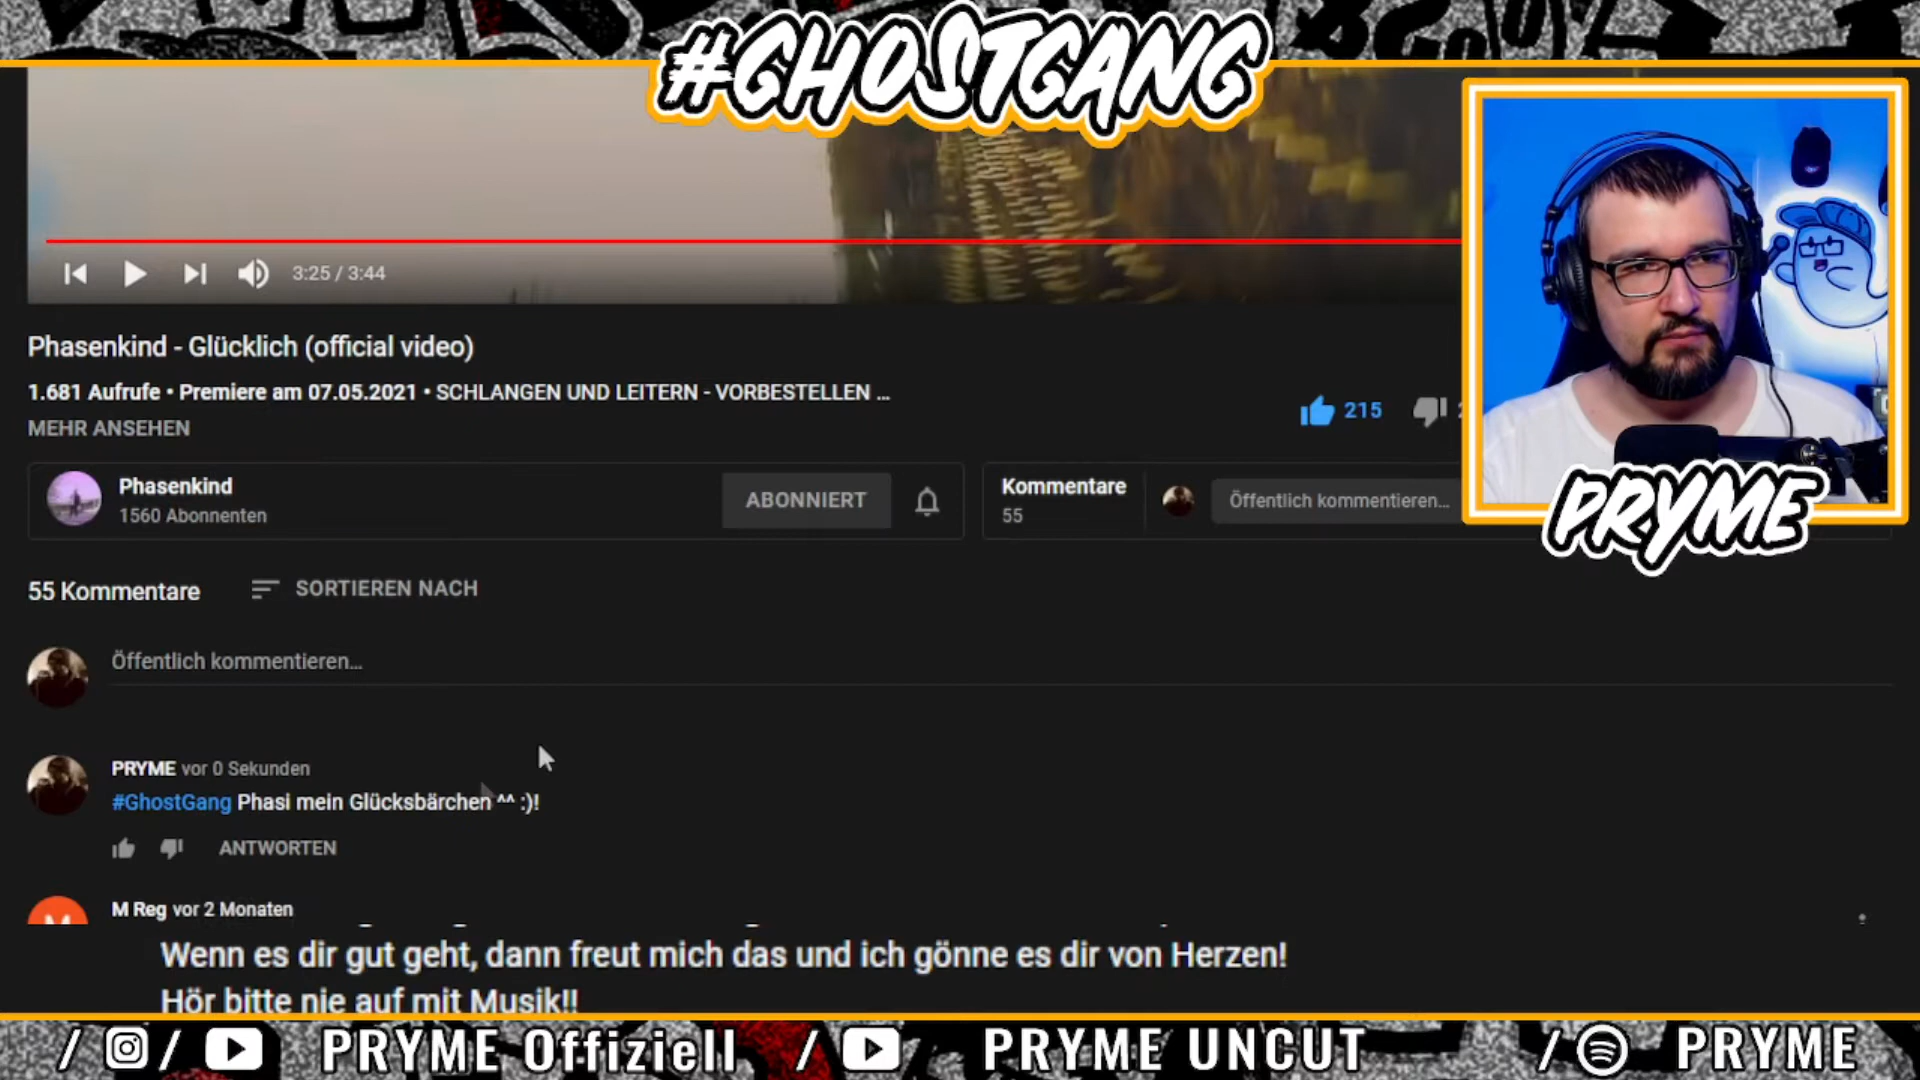 #GHOSTGANG
3:25 / 3:44
Phasenkind - Glücklich (official video)
1.681 Aufrufe • Premiere am 07.05.2021 • SCHLANGEN UND LEITERN - VORBESTELLEN ...
MEHR ANSEHEN
215
Phasenkind
1560 Abonnenten
ABONNIERT
Kommentare
55
Öffentlich kommentieren...
PRYME
55 Kommentare
SORTIEREN NACH
Öffentlich kommentieren...
PRYME vor 0 Sekunden
#GhostGang Phasi mein Glücksbärchen ^^ :)!
ANTWORTEN
M Reg vor 2 Monaten
Wenn es dir gut geht, dann freut mich das und ich gönne es dir von Herzen!
Hör bitte nie auf mit Musik!!
/ / PRYME Offiziell / PRYME UNCUT / PRYME